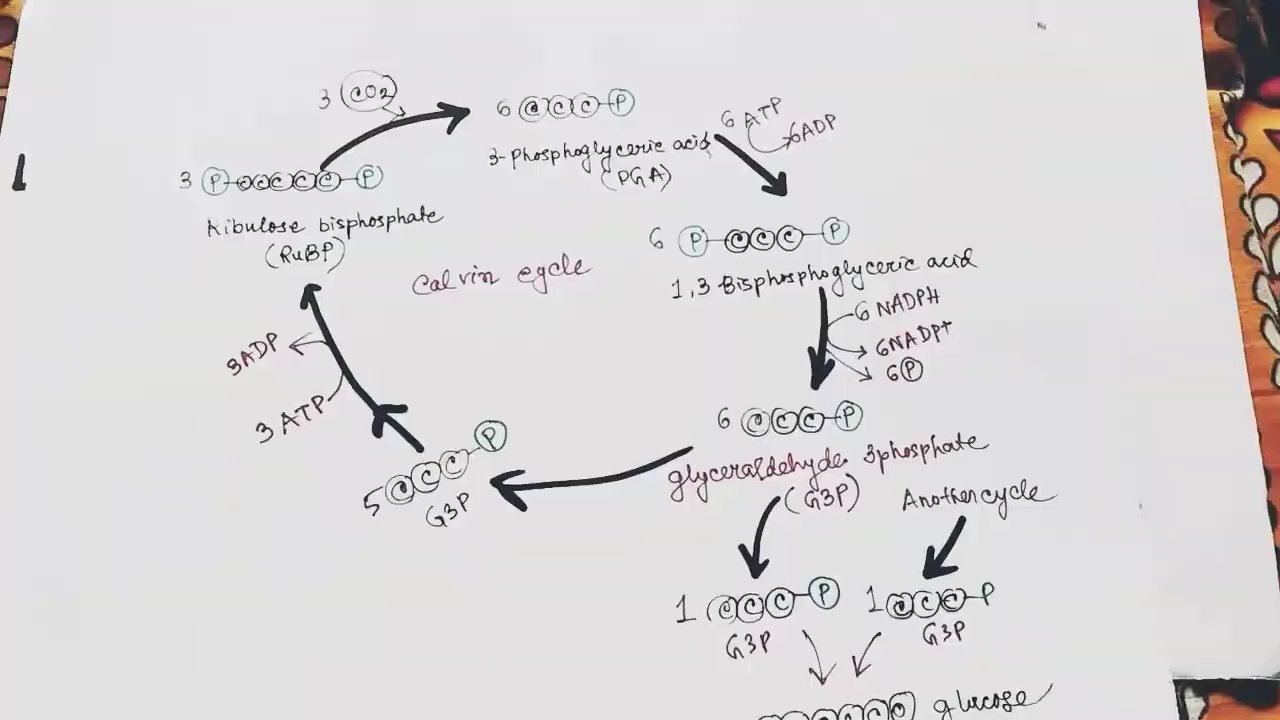 3 CO2
6 C C C P
3-phosphoglyceric acid
(PGA)
6 ATP
6ADP
3 P C C C C C P
Ribulose bisphosphate
(RuBP)
Calvin cycle
6 P C C C P
1,3 Bisphosphoglyceric acid
6 NADPH
6NADP+
6 P
6 C C C P
glyceraldehyde 3phosphate
(G3P)
3ADP
3 ATP
5 C C C P
G3P
Another cycle
1 C C C P
G3P
1 C C C P
G3P
glucose